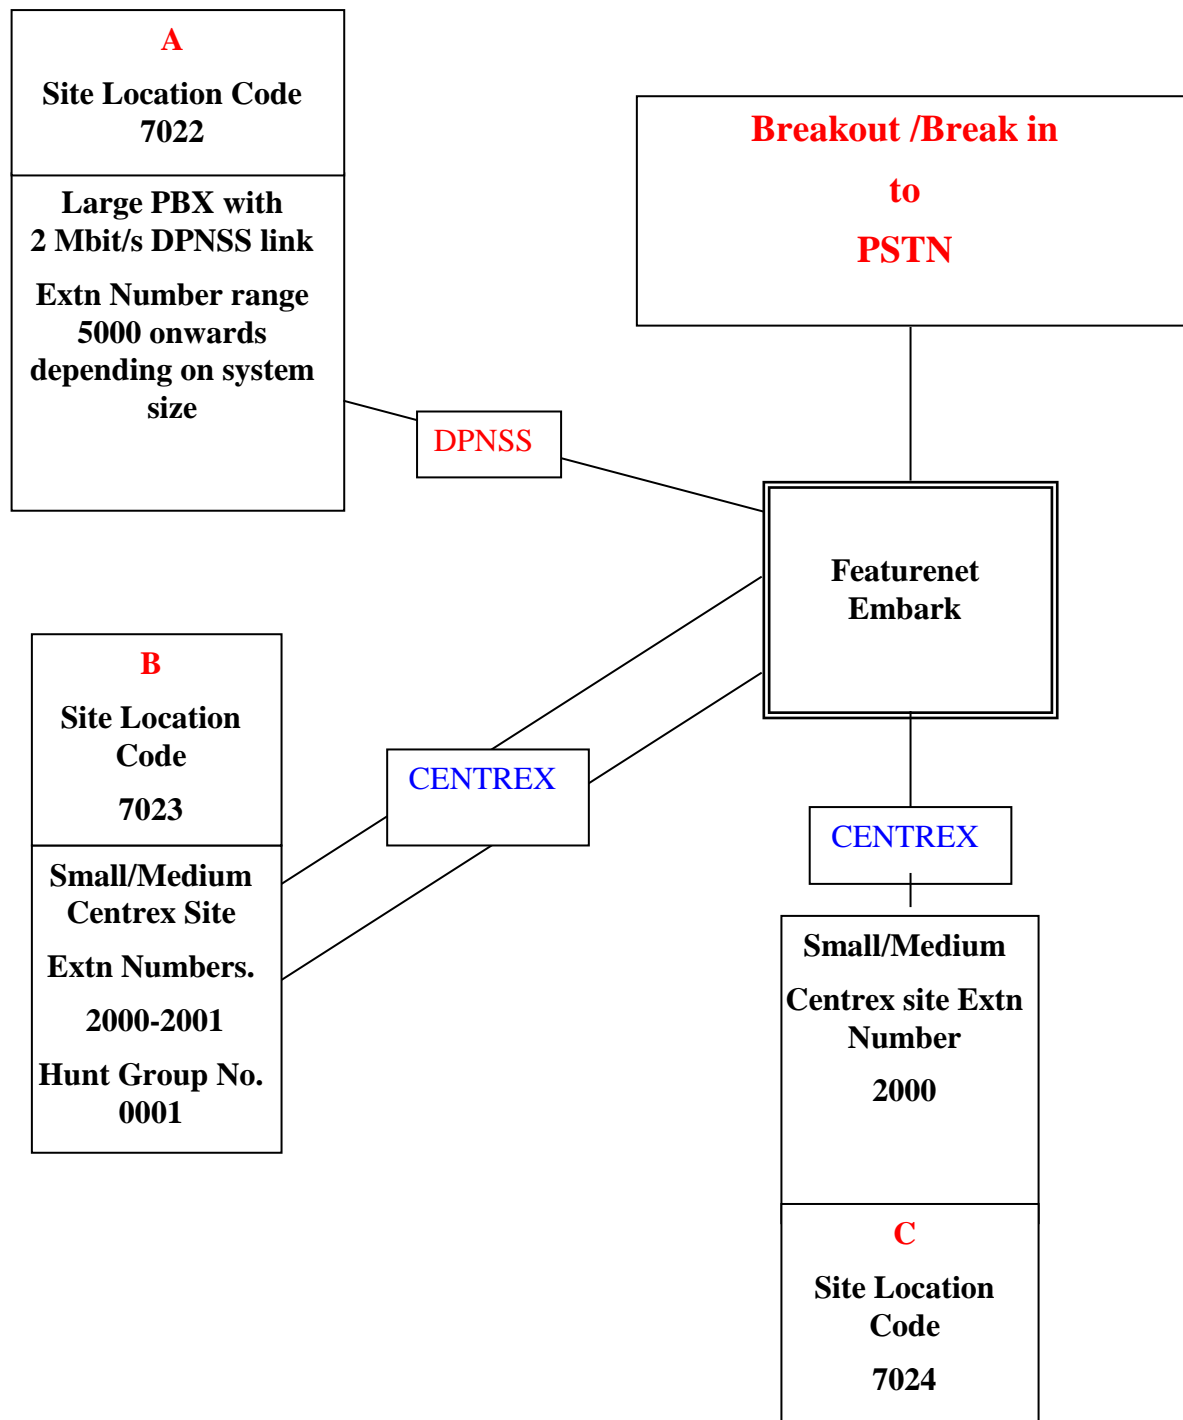 A
Site Location Code
7022
Large PBX with
2 Mbit/s DPNSS link
Extn Number range
5000 onwards
depending on system
size
Breakout /Break in
to
PSTN
DPNSS
Featurenet
Embark
B
Site Location
Code
7023
Small/Medium
Centrex Site
Extn Numbers.
2000-2001
Hunt Group No.
0001
CENTREX
CENTREX
Small/Medium
Centrex site Extn
Number
2000
C
Site Location
Code
7024